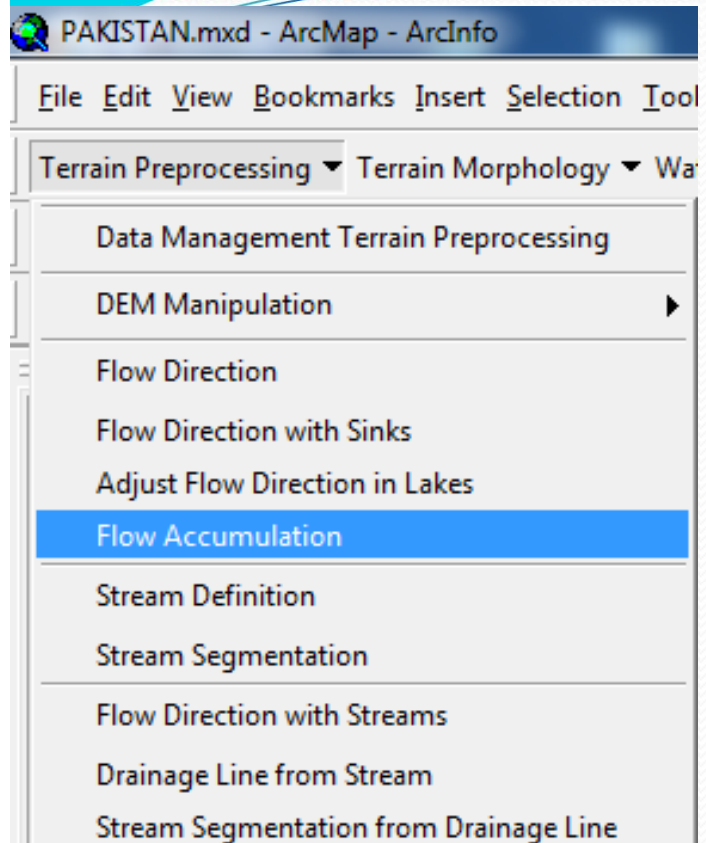 PAKISTAN.mxd - ArcMap - ArcInfo
File Edit View Bookmarks Insert Selection Tool
Terrain Preprocessing Terrain Morphology Wa
Data Management Terrain Preprocessing
DEM Manipulation
Flow Direction
Flow Direction with Sinks
Adjust Flow Direction in Lakes
Flow Accumulation
Stream Definition
Stream Segmentation
Flow Direction with Streams
Drainage Line from Stream
Stream Segmentation from Drainage Line